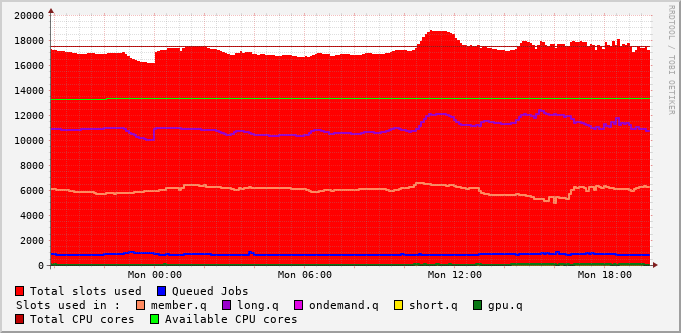 20000
18000
16000
14000
12000
10000
8000
6000
4000
2000
0
Mon 00:00 Mon 06:00 Mon 12:00 Mon 18:00
RRDTOOL / TOBI OETIKER
Total slots used Queued Jobs
Slots used in : member.q long.q ondemand.q short.q gpu.q
Total CPU cores Available CPU cores